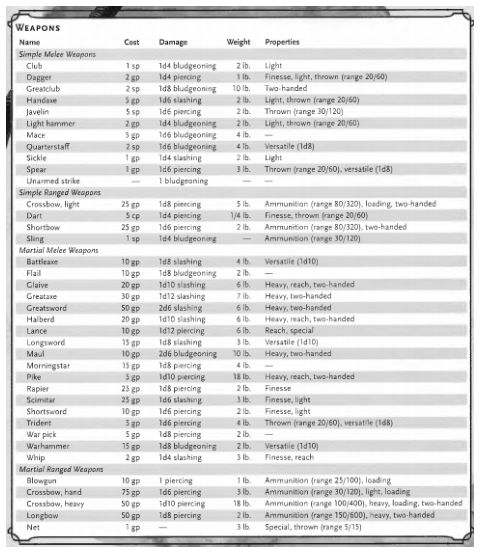 WEAPONS
Name Cost Damage Weight Properties
Simple Melee Weapons
Club 1 sp 1d4 bludgeoning 2 lb. Light
Dagger 2 gp 1d4 piercing 1 lb. Finesse, light, thrown (range 20/60)
Greatclub 2 sp 1d8 bludgeoning 10 lb. Two-handed
Handaxe 5 gp 1d6 slashing 2 lb. Light, thrown (range 20/60)
Javelin 5 sp 1d6 piercing 2 lb. Thrown (range 30/120)
Light hammer 2 gp 1d4 bludgeoning 2 lb. Light, thrown (range 20/60)
Mace 5 gp 1d6 bludgeoning 4 lb. —
Quarterstaff 2 sp 1d6 bludgeoning 4 lb. Versatile (1d8)
Sickle 1 gp 1d4 slashing 2 lb. Light
Spear 1 gp 1d6 piercing 3 lb. Thrown (range 20/60), versatile (1d8)
Unarmed strike — 1 bludgeoning — —
Simple Ranged Weapons
Crossbow, light 25 gp 1d8 piercing 5 lb. Ammunition (range 80/320), loading, two-handed
Dart 5 cp 1d4 piercing 1/4 lb. Finesse, thrown (range 20/60)
Shortbow 25 gp 1d6 piercing 2 lb. Ammunition (range 80/320), two-handed
Sling 1 sp 1d4 bludgeoning — Ammunition (range 30/120)
Martial Melee Weapons
Battleaxe 10 gp 1d8 slashing 4 lb. Versatile (1d10)
Flail 10 gp 1d8 bludgeoning 2 lb. —
Glaive 20 gp 1d10 slashing 6 lb. Heavy, reach, two-handed
Greataxe 30 gp 1d12 slashing 7 lb. Heavy, two-handed
Greatsword 50 gp 2d6 slashing 6 lb. Heavy, two-handed
Halberd 20 gp 1d10 slashing 6 lb. Heavy, reach, two-handed
Lance 10 gp 1d12 piercing 6 lb. Reach, special
Longsword 15 gp 1d8 slashing 3 lb. Versatile (1d10)
Maul 10 gp 2d6 bludgeoning 10 lb. Heavy, two-handed
Morningstar 15 gp 1d8 piercing 4 lb. —
Pike 5 gp 1d10 piercing 18 lb. Heavy, reach, two-handed
Rapier 25 gp 1d8 piercing 2 lb. Finesse
Scimitar 25 gp 1d6 slashing 3 lb. Finesse, light
Shortsword 10 gp 1d6 piercing 2 lb. Finesse, light
Trident 5 gp 1d6 piercing 4 lb. Thrown (range 20/60), versatile (1d8)
War pick 5 gp 1d8 piercing 2 lb. —
Warhammer 15 gp 1d8 bludgeoning 2 lb. Versatile (1d10)
Whip 2 gp 1d4 slashing 3 lb. Finesse, reach
Martial Ranged Weapons
Blowgun 10 gp 1 piercing 1 lb. Ammunition (range 25/100), loading
Crossbow, hand 75 gp 1d6 piercing 3 lb. Ammunition (range 30/120), light, loading
Crossbow, heavy 50 gp 1d10 piercing 18 lb. Ammunition (range 100/400), heavy, loading, two-handed
Longbow 50 gp 1d8 piercing 2 lb. Ammunition (range 150/600), heavy, two-handed
Net 1 gp — 3 lb. Special, thrown (range 5/15)